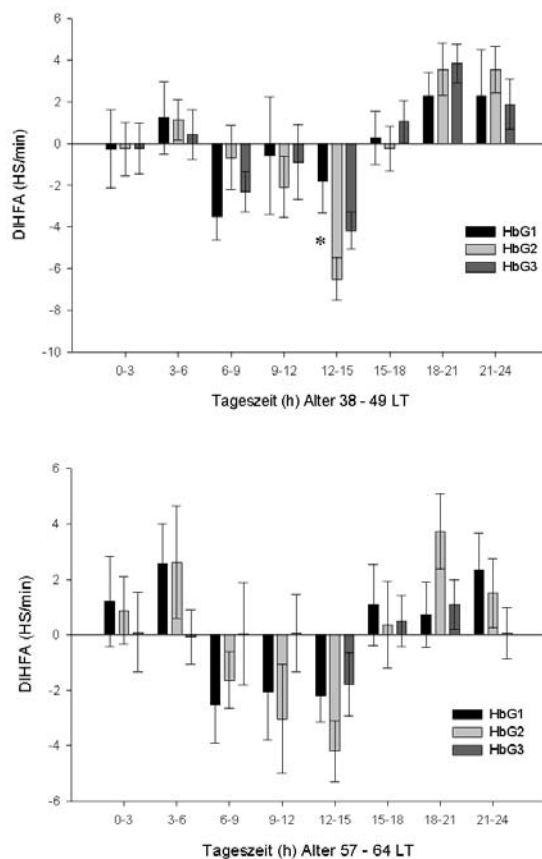 6
4
2
0
-2
-4
-6
-8
-10
DIHFA (HS/min)
*
HbG1
HbG2
HbG3
0-3 3-6 6-9 9-12 12-15 15-18 18-21 21-24
Tageszeit (h) Alter 38 - 49 LT
6
4
2
0
-2
-4
-6
DIHFA (HS/min)
HbG1
HbG2
HbG3
0-3 3-6 6-9 9-12 12-15 15-18 18-21 21-24
Tageszeit (h) Alter 57 - 64 LT